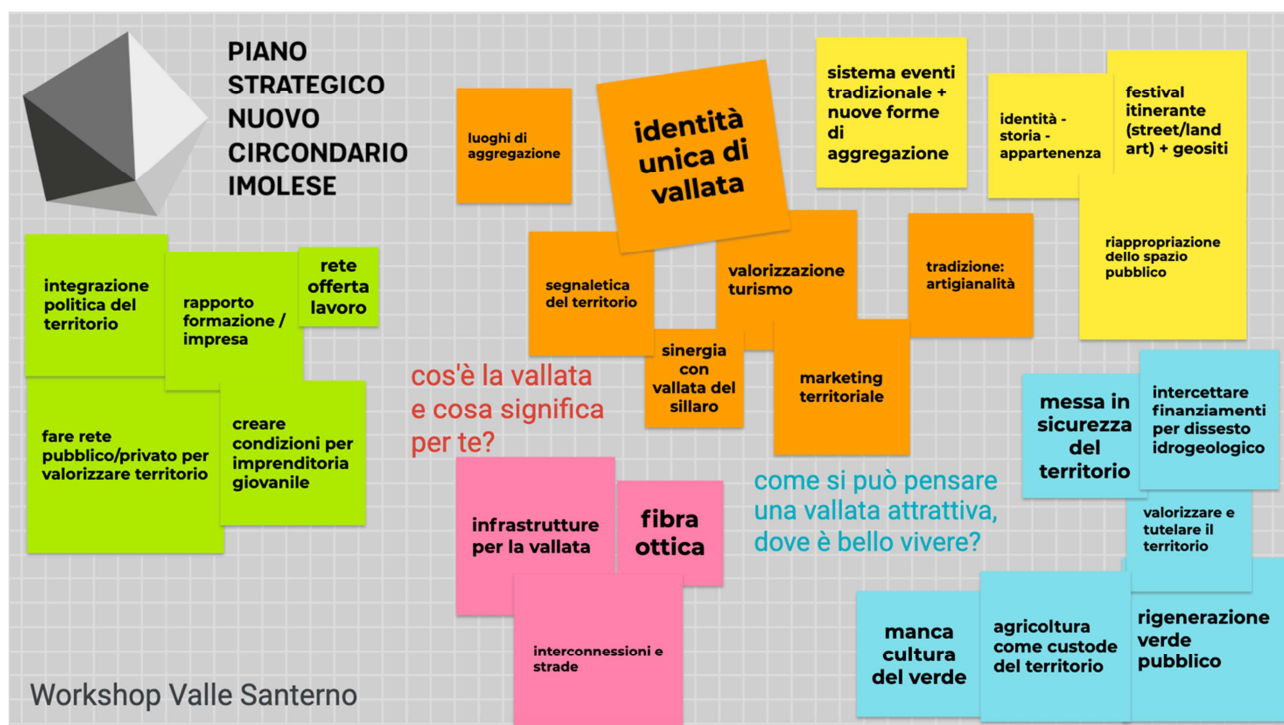 PIANO
STRATEGICO
NUOVO
CIRCONDARIO
IMOLESE
luoghi di
aggregazione
identità
unica di
vallata
sistema eventi
tradizionale +
nuove forme
di
aggregazione
identità -
storia -
appartenenza
festival
itinerante
(street/land
art) + geositi
riappropriazione
dello spazio
pubblico
integrazione
politica del
territorio
rapporto
formazione /
impresa
rete
offerta
lavoro
fare rete
pubblico/privato per
valorizzare territorio
creare
condizioni per
imprenditoria
giovanile
segnaletica
del territorio
valorizzazione
turismo
tradizione:
artigianalità
sinergia
con
vallata del
sillaro
marketing
territoriale
cos'è la vallata
e cosa significa
per te?
infrastrutture
per la vallata
fibra
ottica
interconnessioni e
strade
come si può pensare
una vallata attrattiva,
dove è bello vivere?
messa in
sicurezza
del
territorio
intercettare
finanziamenti
per dissesto
idrogeologico
valorizzare e
tutelare il
territorio
manca
cultura
del verde
agricoltura
come custode
del territorio
rigenerazione
verde
pubblico
Workshop Valle Santerno